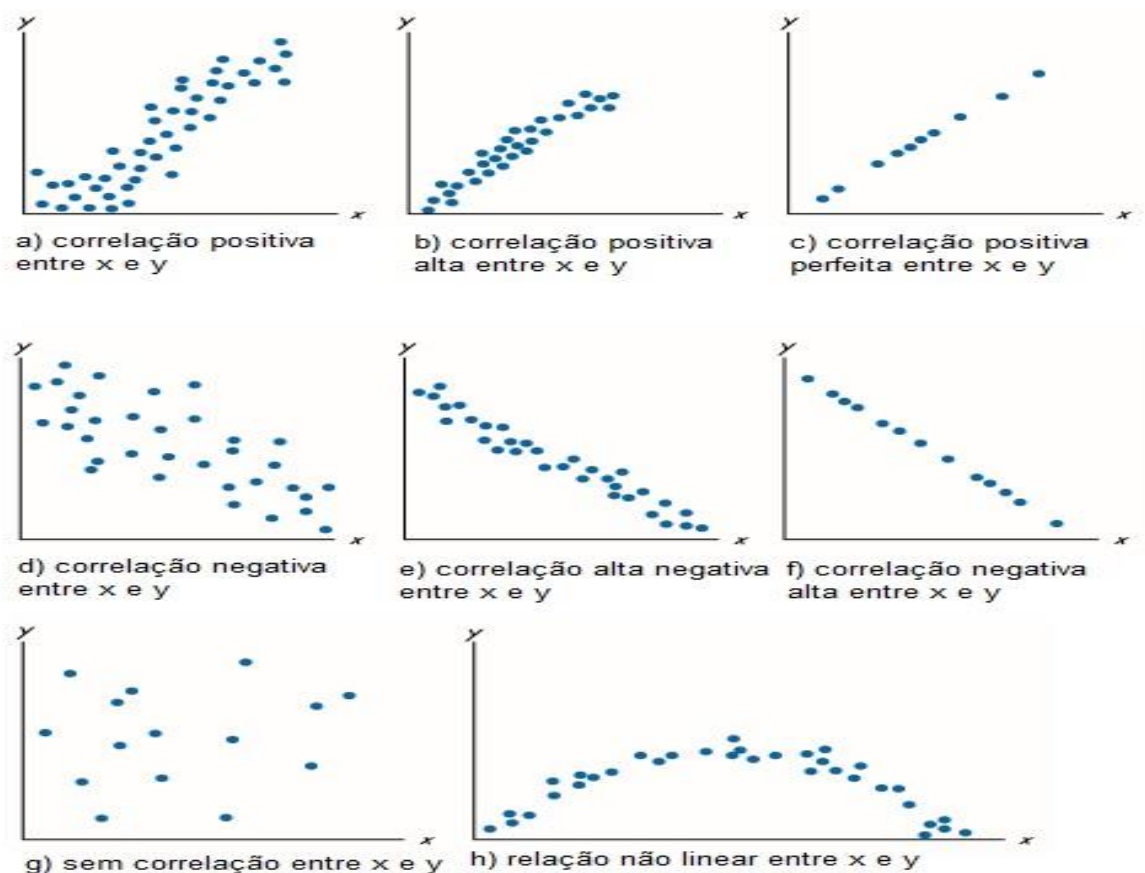 y
y
y
x
x
x
a) correlação positiva
entre x e y
b) correlação positiva
alta entre x e y
c) correlação positiva
perfeita entre x e y
y
y
y
x
x
x
d) correlação negativa
entre x e y
e) correlação alta negativa
entre x e y
f) correlação negativa
alta entre x e y
y
y
x
x
g) sem correlação entre x e y
h) relação não linear entre x e y